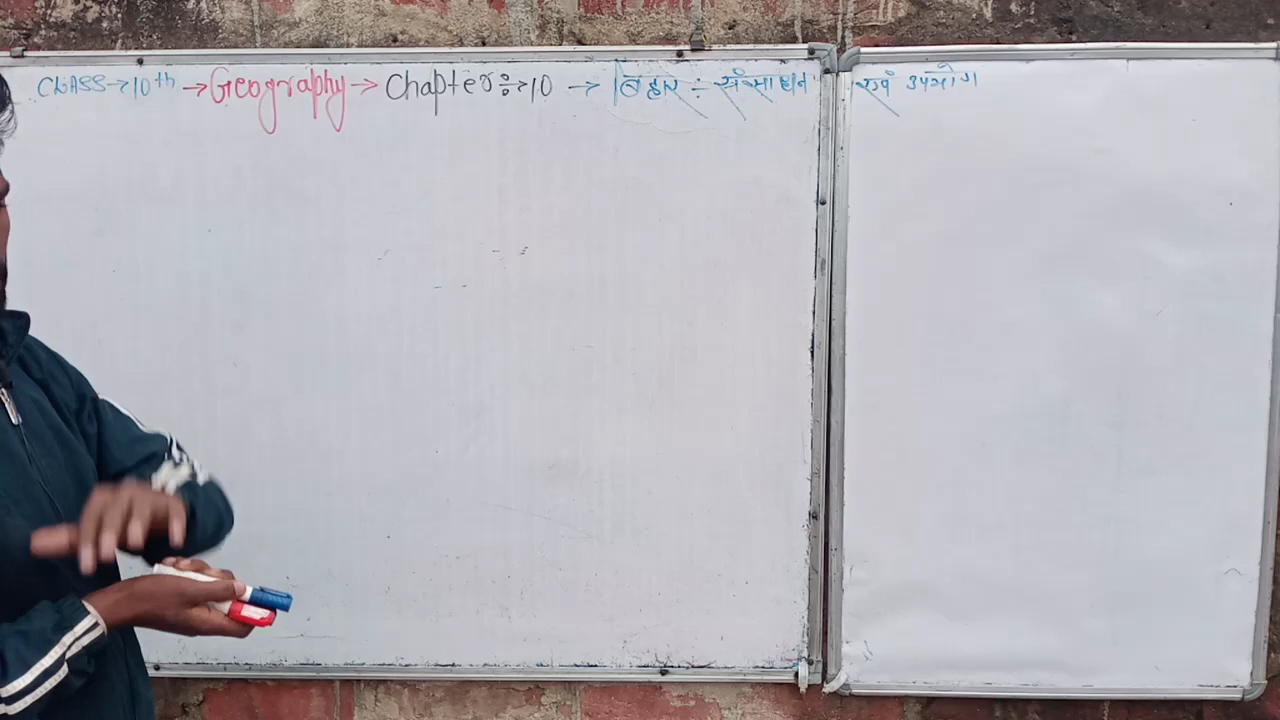 CLASS → 10th → Geography → Chapter ÷> 10 → बिहार ÷ संसाधन एवं उपयोग